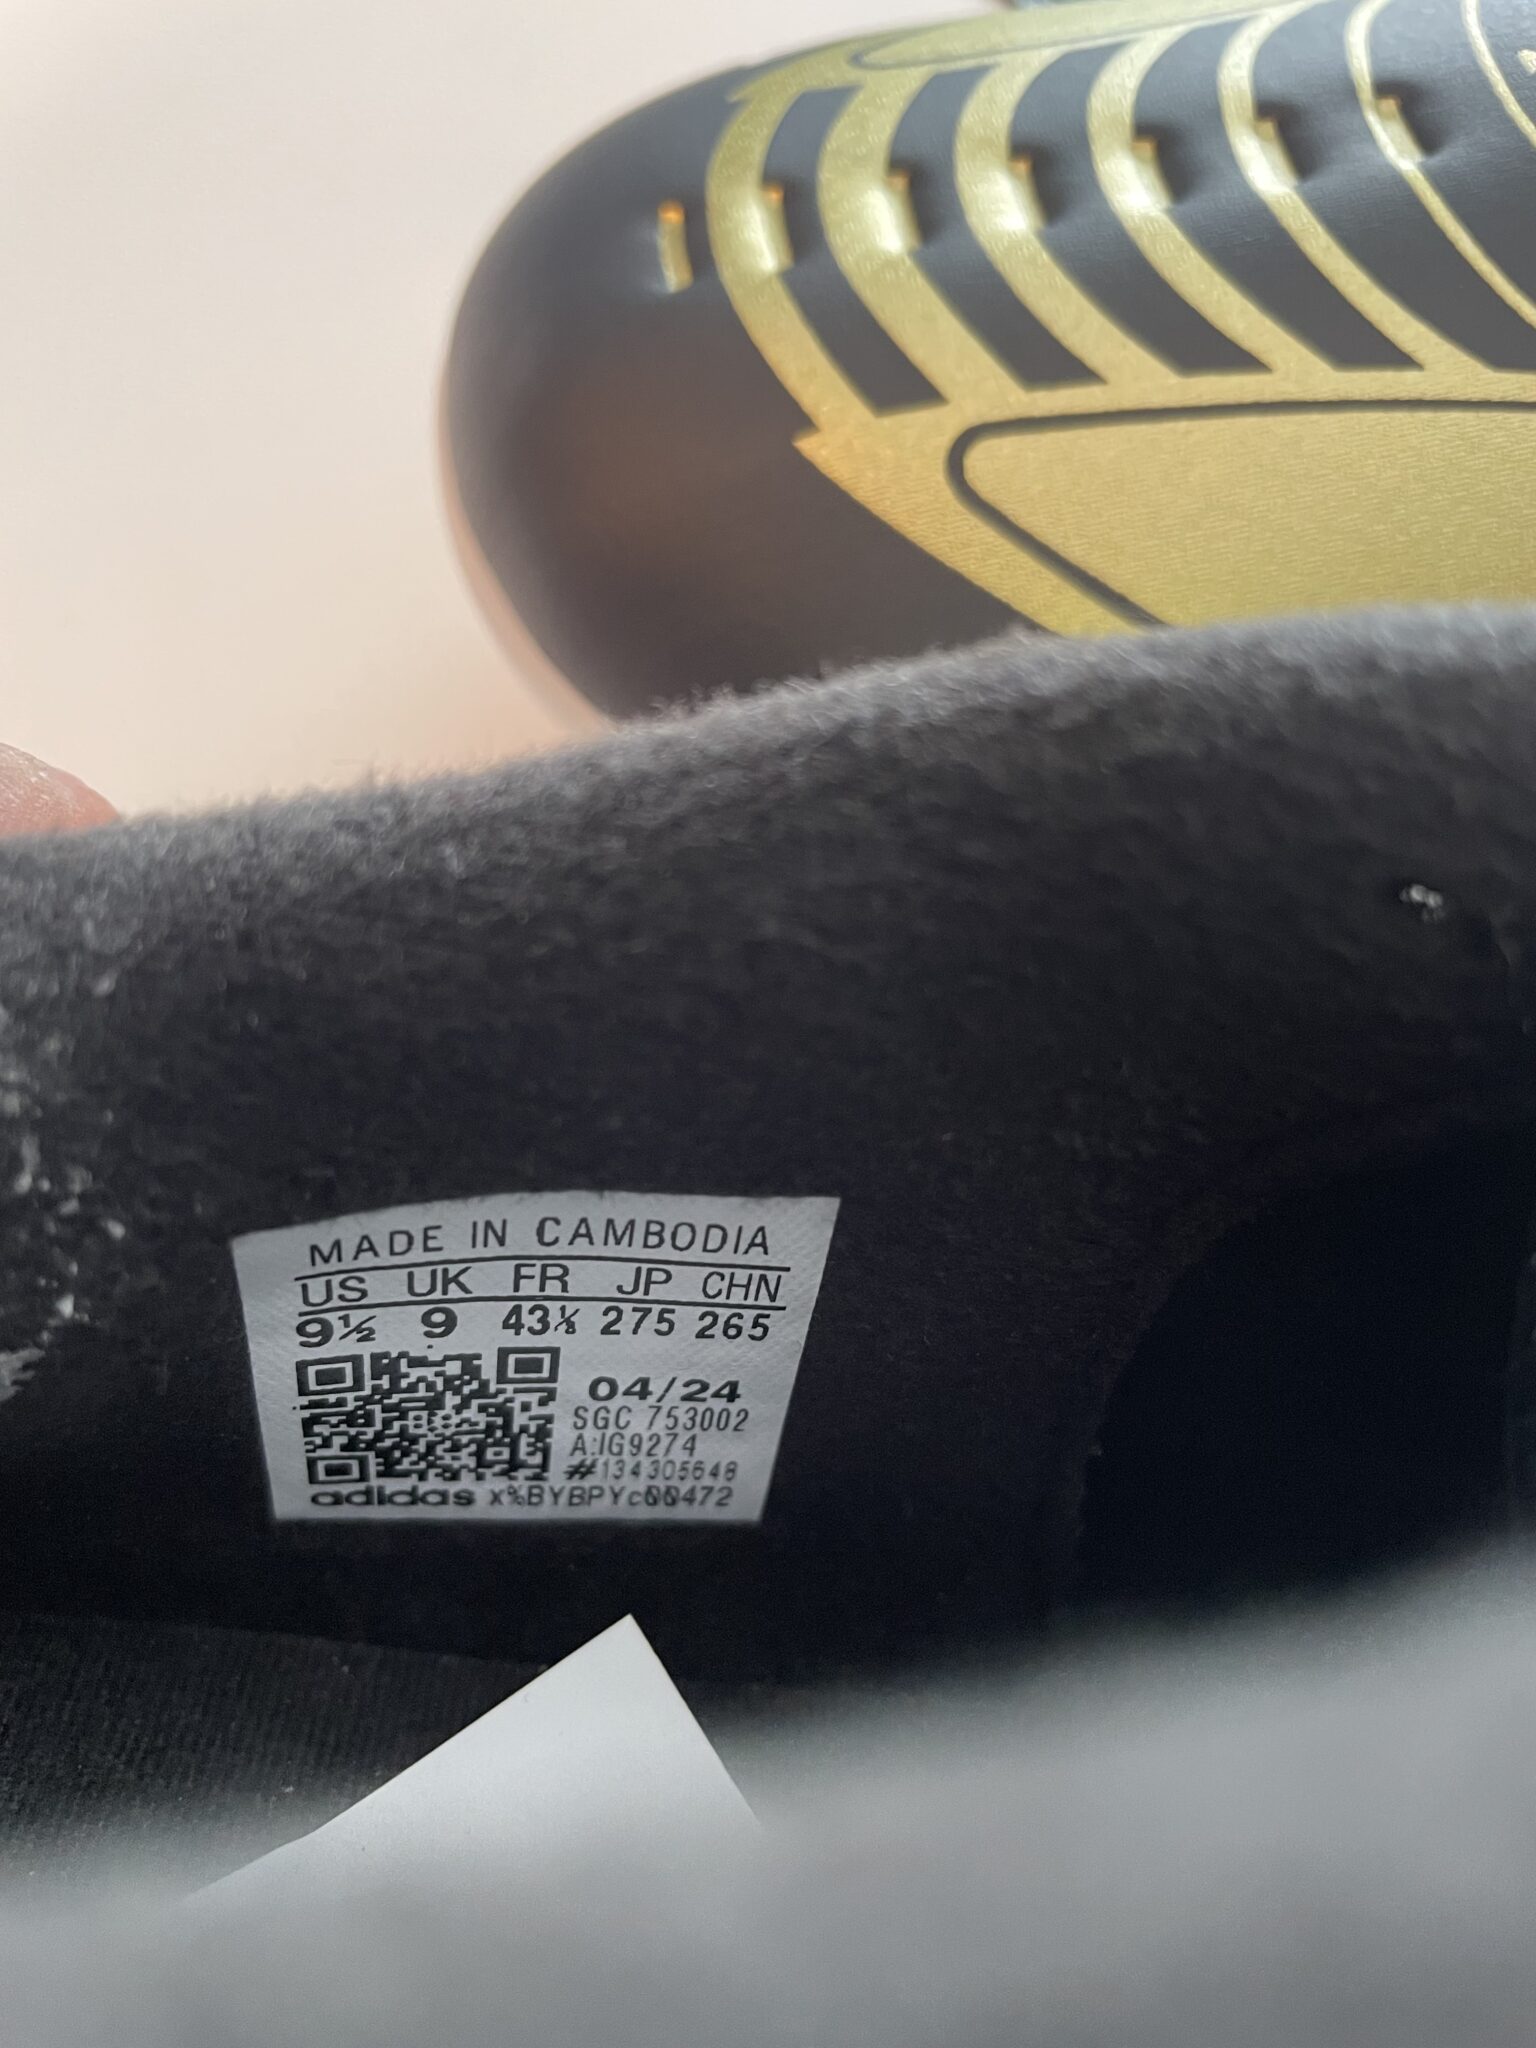 MADE IN CAMBODIA
US UK FR JP CHN
9½ 9 43⅓ 275 265
04/24
SGC 753002
A:IG9274
#134305648
adidas x%BYBPYc00472